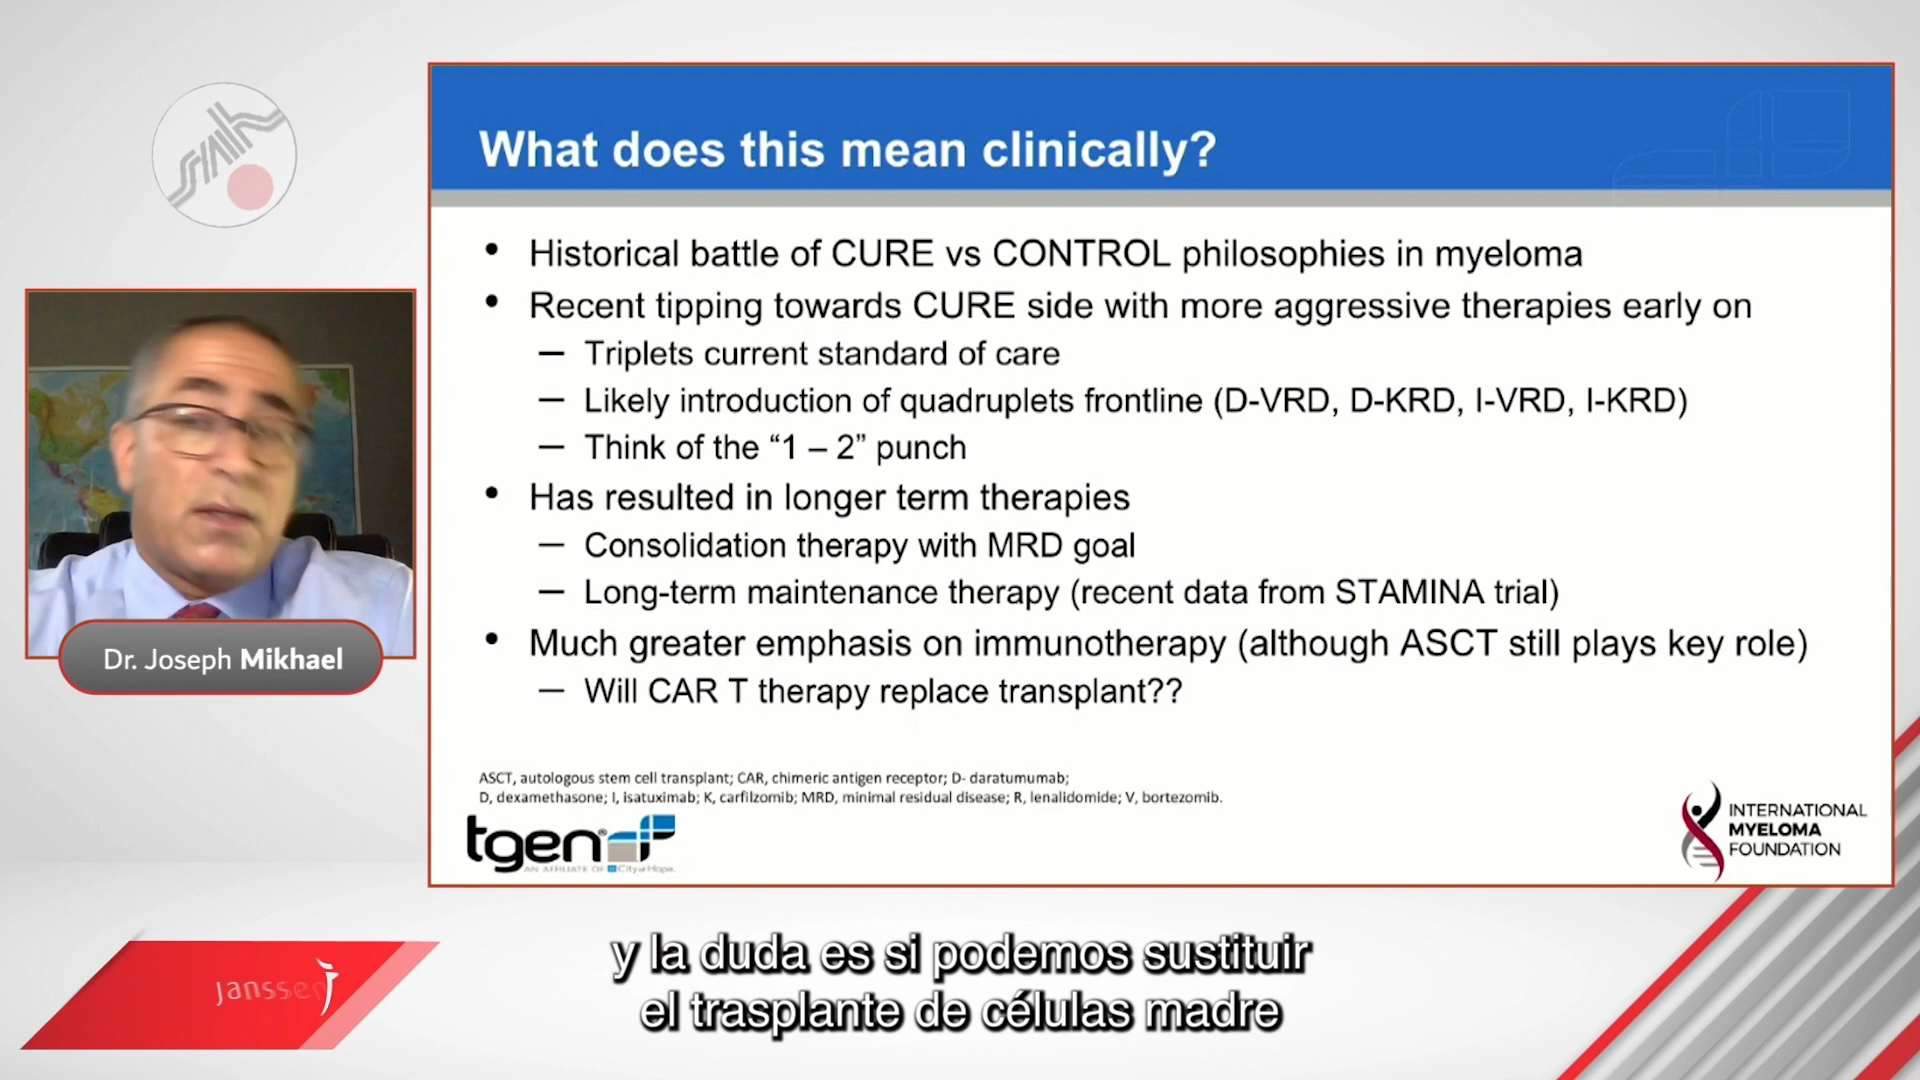 What does this mean clinically?
• Historical battle of CURE vs CONTROL philosophies in myeloma
• Recent tipping towards CURE side with more aggressive therapies early on
– Triplets current standard of care
– Likely introduction of quadruplets frontline (D-VRD, D-KRD, I-VRD, I-KRD)
– Think of the “1 – 2” punch
• Has resulted in longer term therapies
– Consolidation therapy with MRD goal
– Long-term maintenance therapy (recent data from STAMINA trial)
• Much greater emphasis on immunotherapy (although ASCT still plays key role)
– Will CAR T therapy replace transplant??
ASCT, autologous stem cell transplant; CAR, chimeric antigen receptor; D- daratumumab;
D, dexamethasone; I, isatuximab; K, carfilzomib; MRD, minimal residual disease; R, lenalidomide; V, bortezomib.
tgen®
AN AFFILIATE OF City of Hope.
INTERNATIONAL
MYELOMA
FOUNDATION
Dr. Joseph Mikhael
janssen
y la duda es si podemos sustituir
el trasplante de células madre